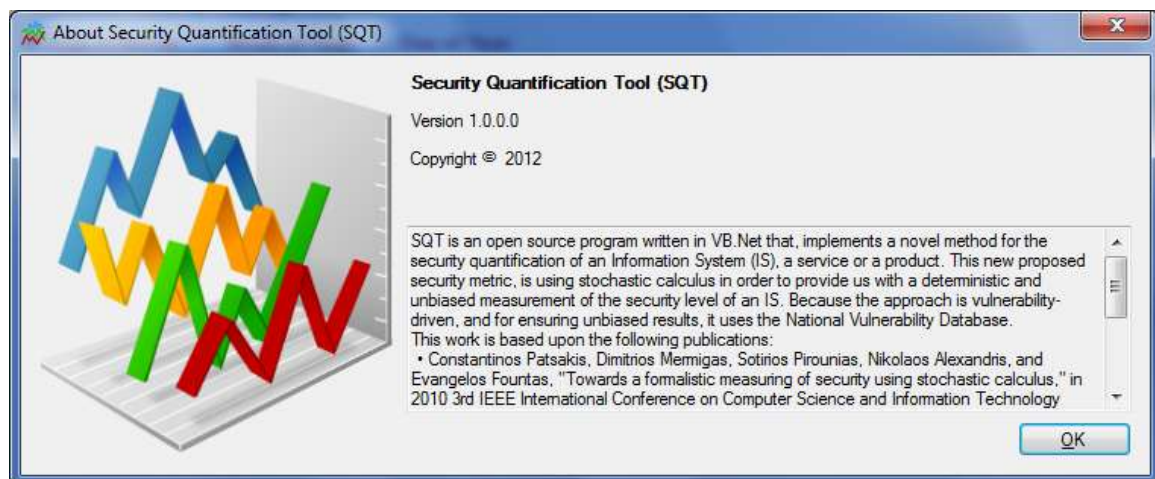 About Security Quantification Tool (SQT)
Security Quantification Tool (SQT)
Version 1.0.0.0
Copyright © 2012
SQT is an open source program written in VB.Net that, implements a novel method for the
security quantification of an Information System (IS), a service or a product. This new proposed
security metric, is using stochastic calculus in order to provide us with a deterministic and
unbiased measurement of the security level of an IS. Because the approach is vulnerability-
driven, and for ensuring unbiased results, it uses the National Vulnerability Database.
This work is based upon the following publications:
• Constantinos Patsakis, Dimitrios Mermigas, Sotirios Pirounias, Nikolaos Alexandris, and
Evangelos Fountas, "Towards a formalistic measuring of security using stochastic calculus," in
2010 3rd IEEE International Conference on Computer Science and Information Technology
OK